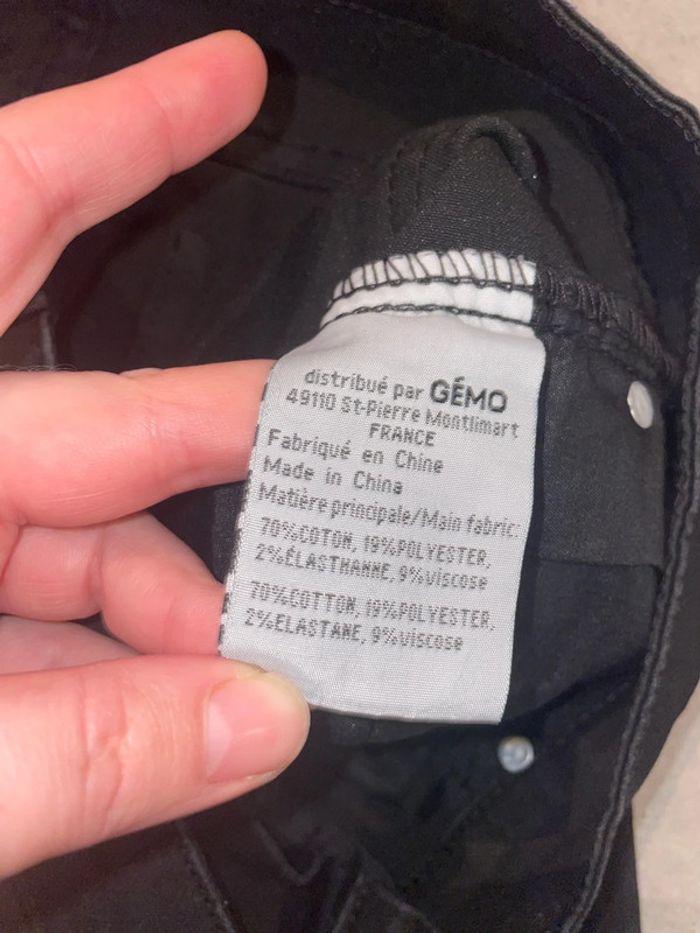 distribué par GÉMO
49110 St-Pierre Montlimart
FRANCE
Fabriqué en Chine
Made in China
Matière principale/Main fabric:
70%COTON, 19%POLYESTER,
2%ÉLASTHANNE, 9%viscose
70%COTTON, 19%POLYESTER,
2%ELASTANE, 9%viscose